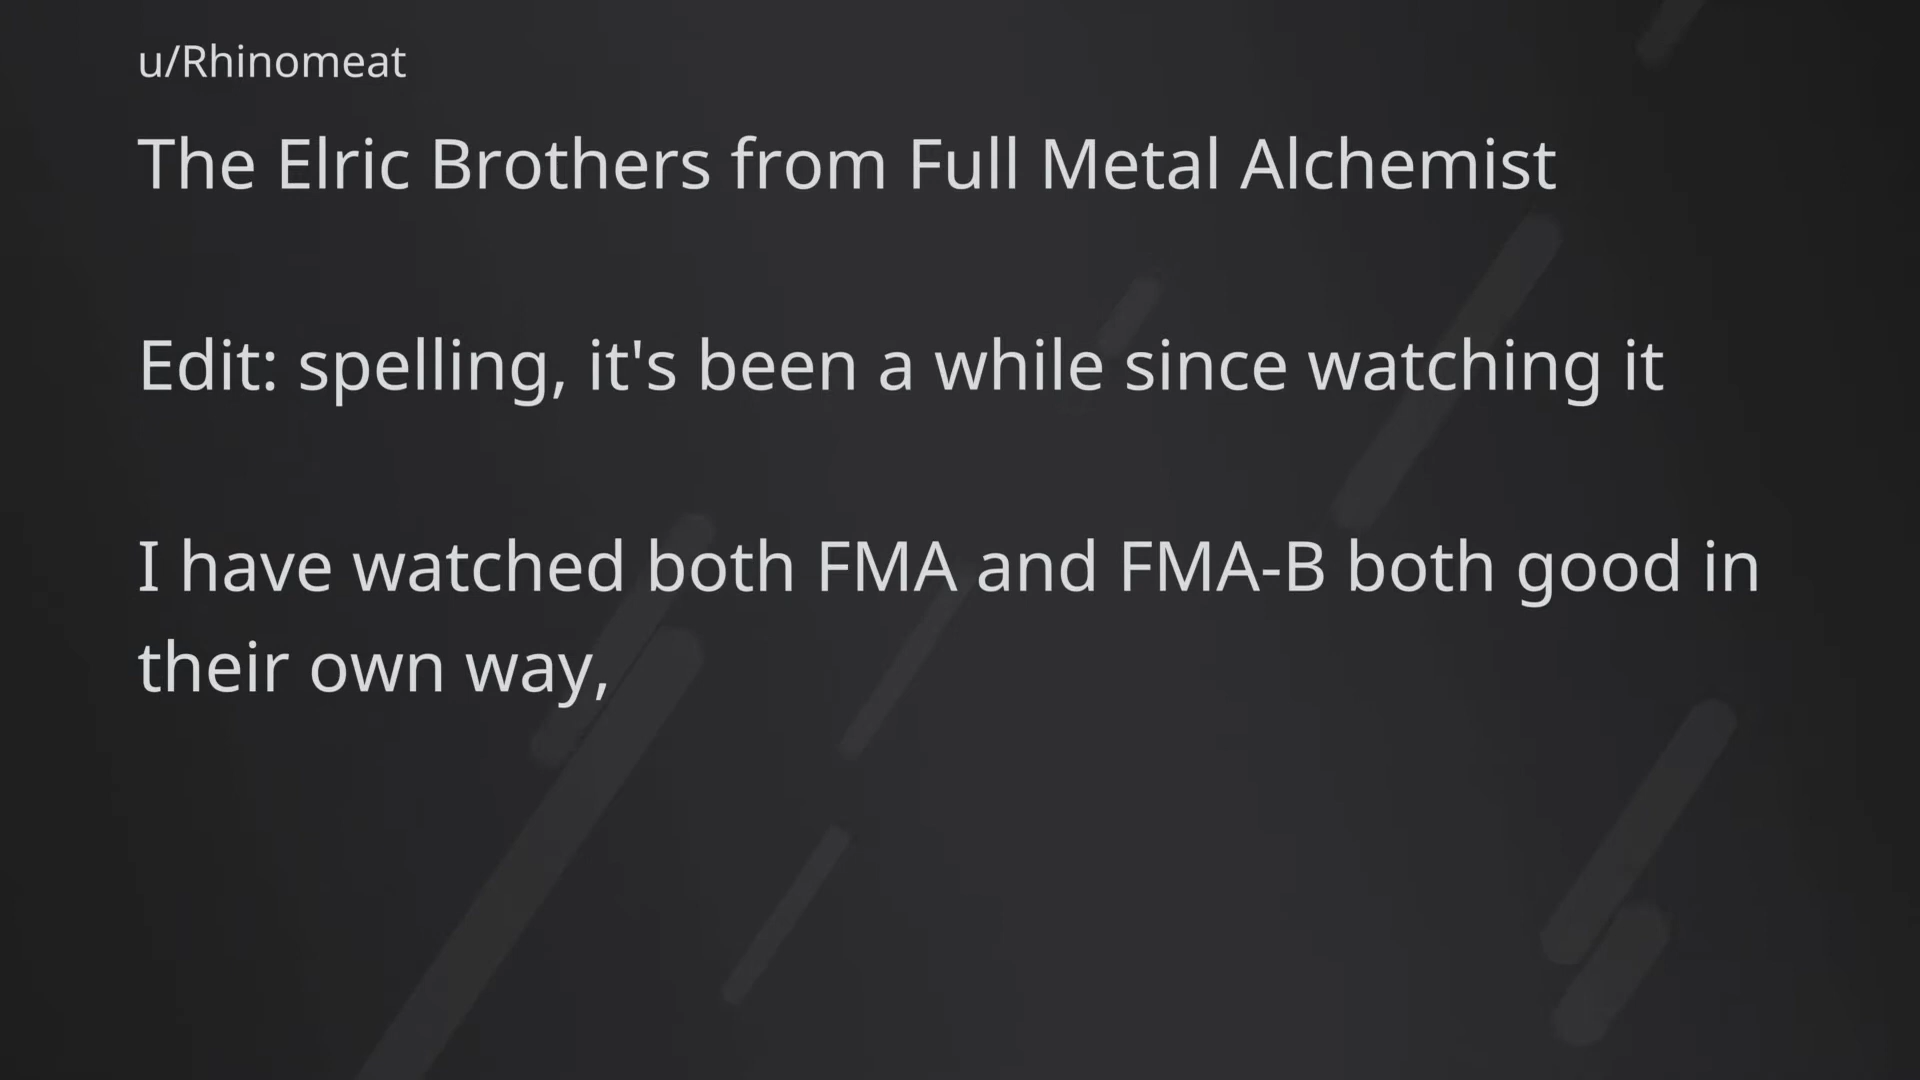 u/Rhinomeat
The Elric Brothers from Full Metal Alchemist
Edit: spelling, it's been a while since watching it
I have watched both FMA and FMA-B both good in
their own way,